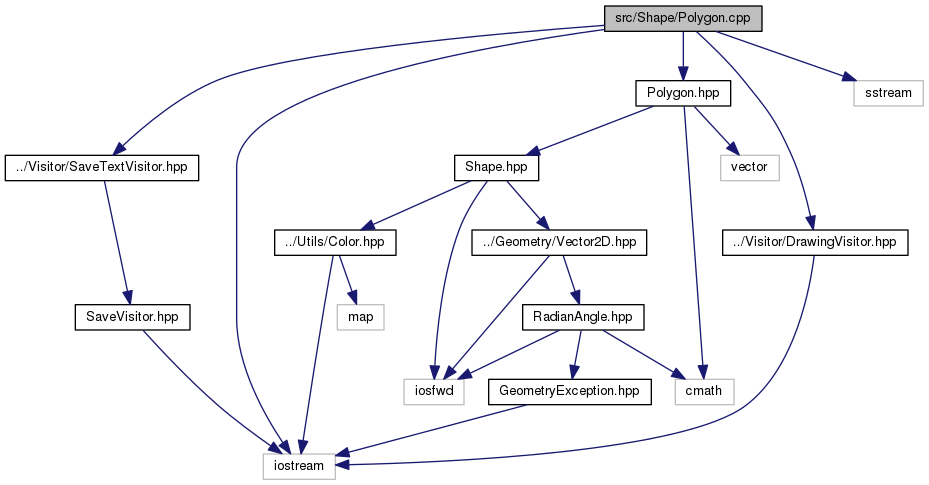 src/Shape/Polygon.cpp
Polygon.hpp
sstream
../Visitor/SaveTextVisitor.hpp
Shape.hpp
vector
../Utils/Color.hpp
../Geometry/Vector2D.hpp
../Visitor/DrawingVisitor.hpp
SaveVisitor.hpp
map
RadianAngle.hpp
iosfwd
GeometryException.hpp
cmath
iostream